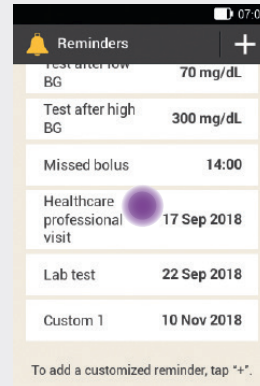 07:0
Reminders
Test after low
BG
70 mg/dL
Test after high
BG
300 mg/dL
Missed bolus
14:00
Healthcare
professional
visit
17 Sep 2018
Lab test
22 Sep 2018
Custom 1
10 Nov 2018
To add a customized reminder, tap "+".